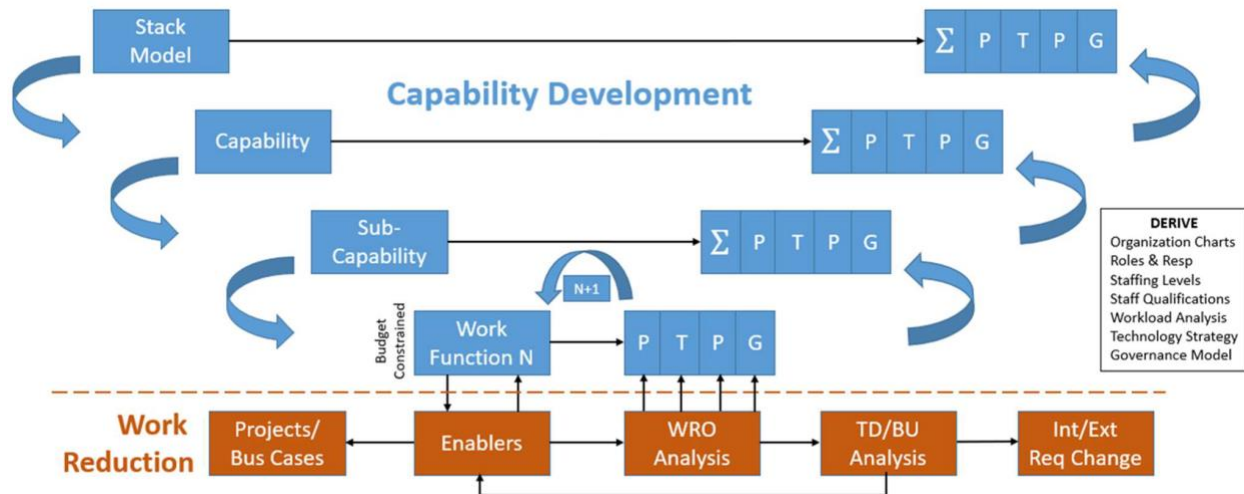 Stack
Model
Σ P T P G
Capability Development
Capability
Σ P T P G
Sub-
Capability
Σ P T P G
DERIVE
Organization Charts
Roles & Resp
Staffing Levels
Staff Qualifications
Workload Analysis
Technology Strategy
Governance Model
N+1
Budget
Constrained
Work
Function N
P T P G
Work
Reduction
Projects/
Bus Cases
Enablers
WRO
Analysis
TD/BU
Analysis
Int/Ext
Req Change